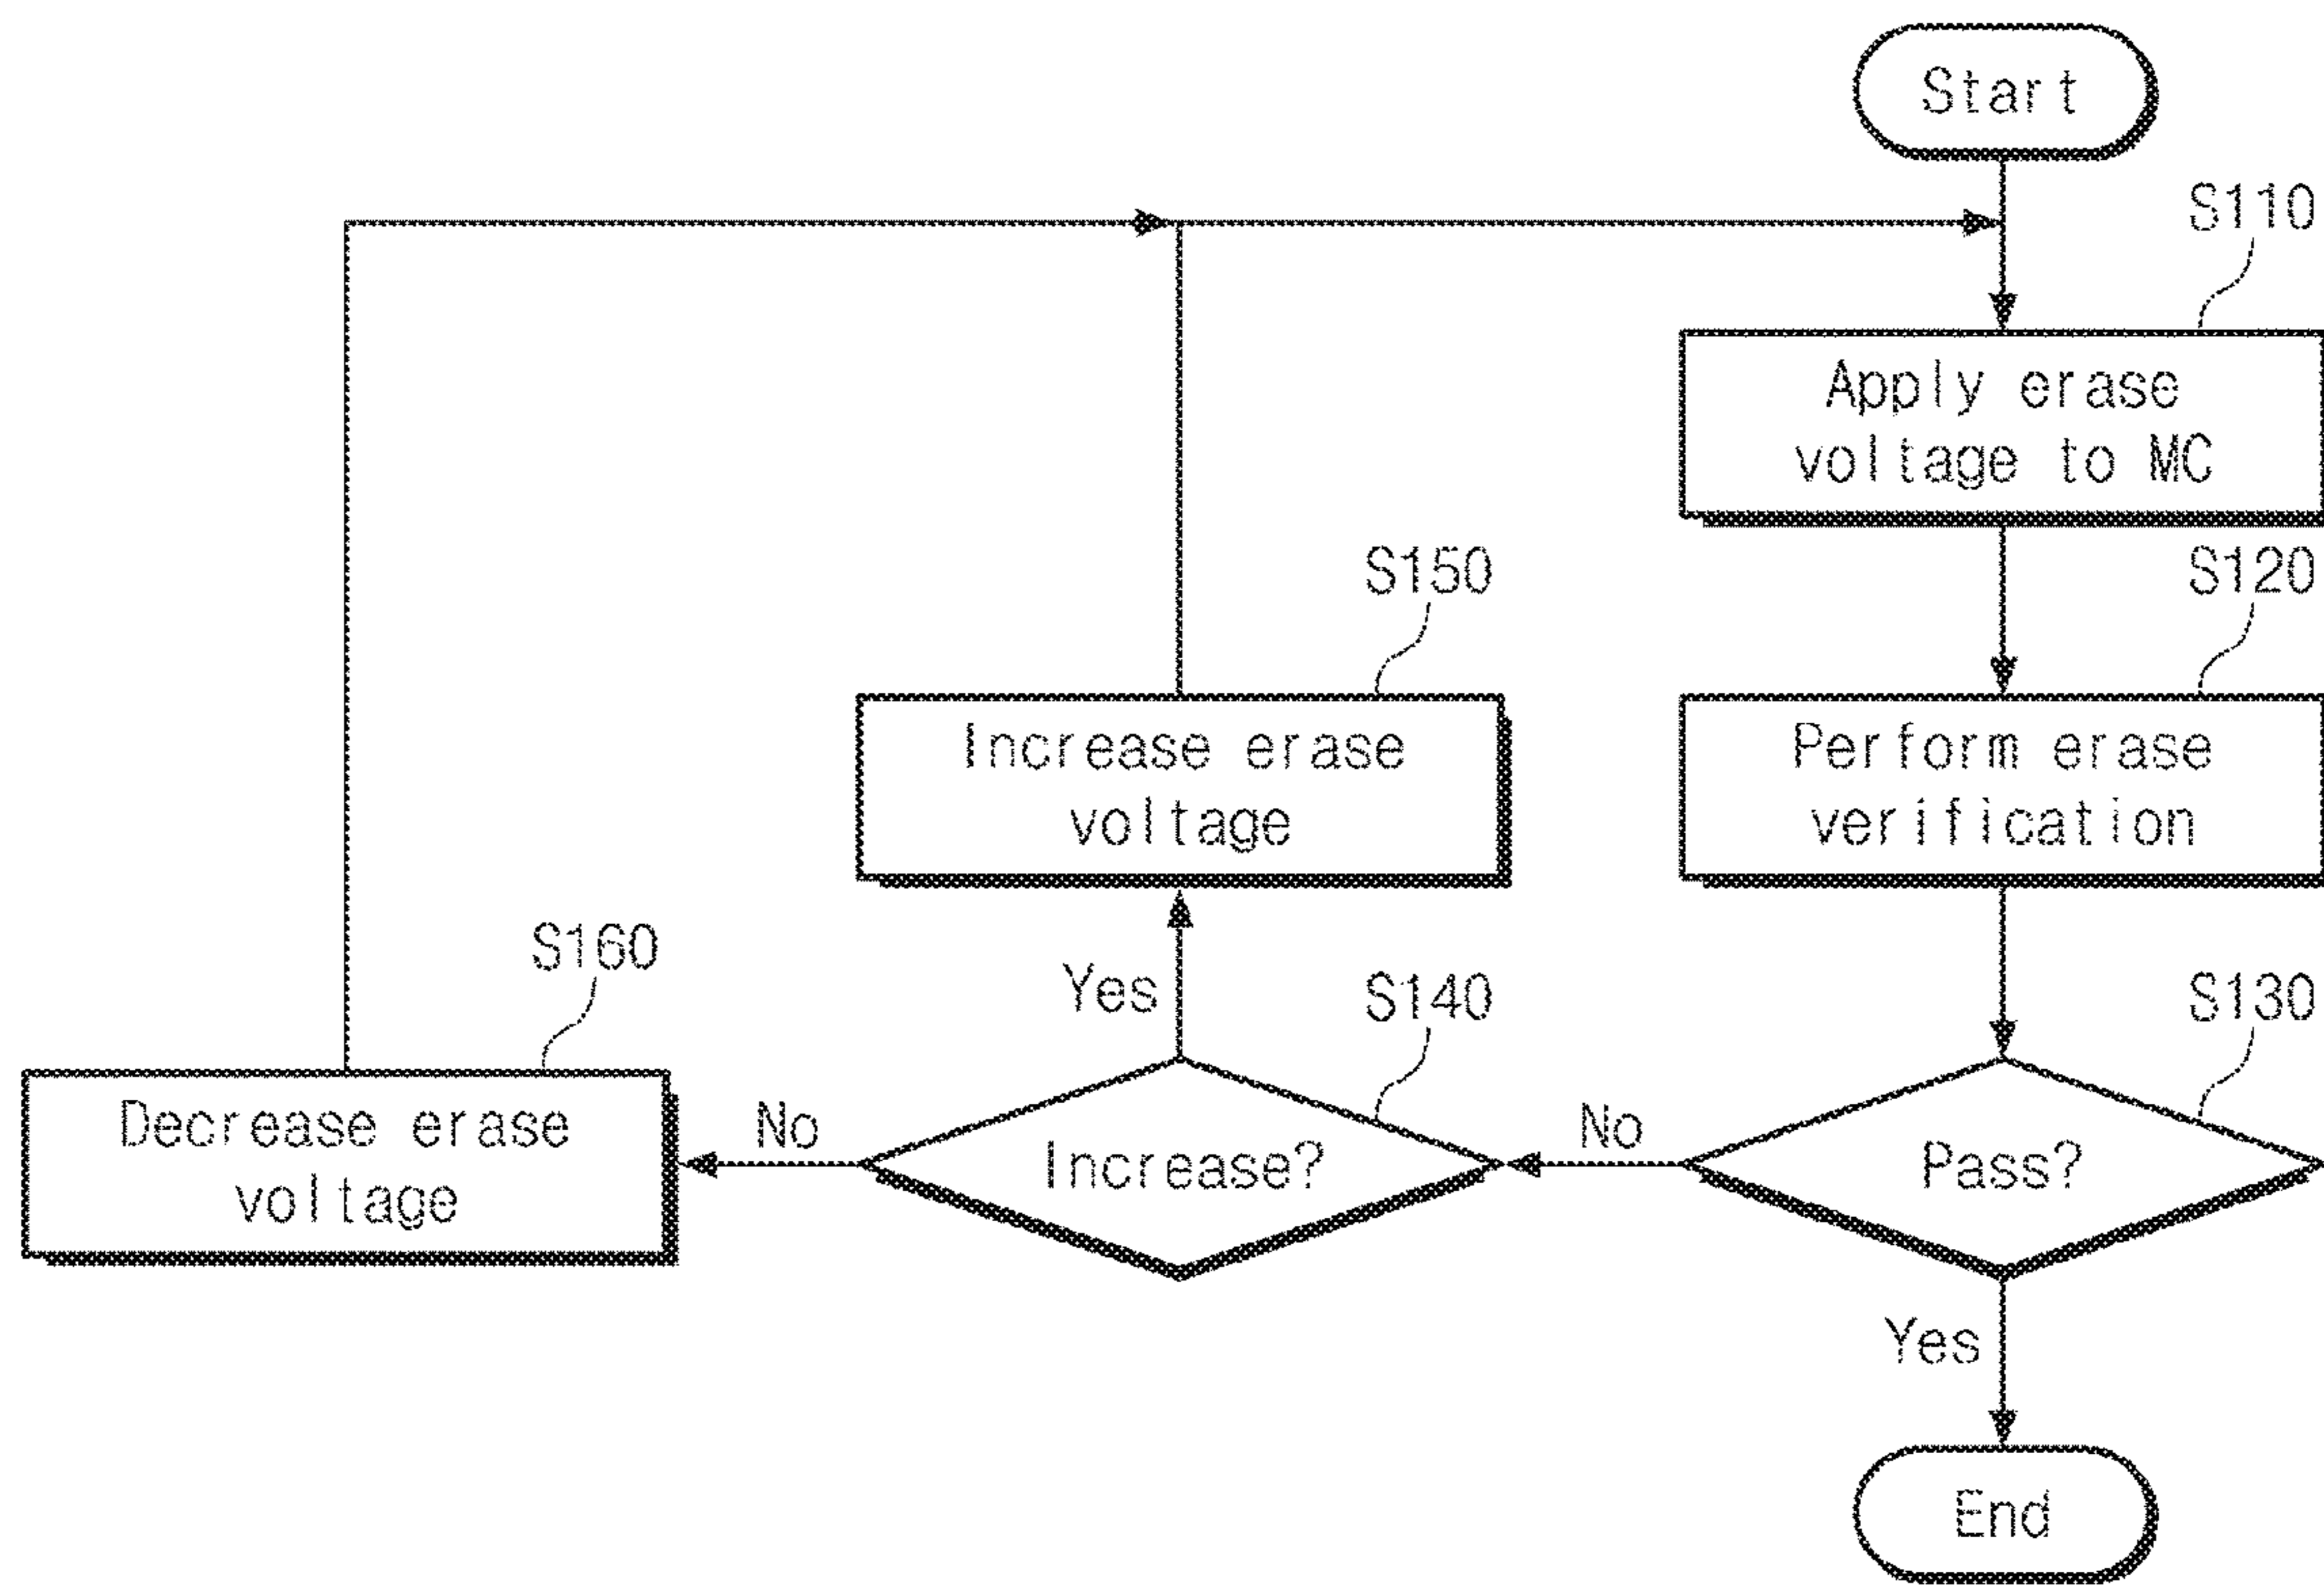 Start
S110
Apply erase
voltage to MC
S150
S120
Increase erase
voltage
Perform erase
verification
S160
Yes
S140
S130
Decrease erase
voltage
No
Increase?
No
Pass?
Yes
End